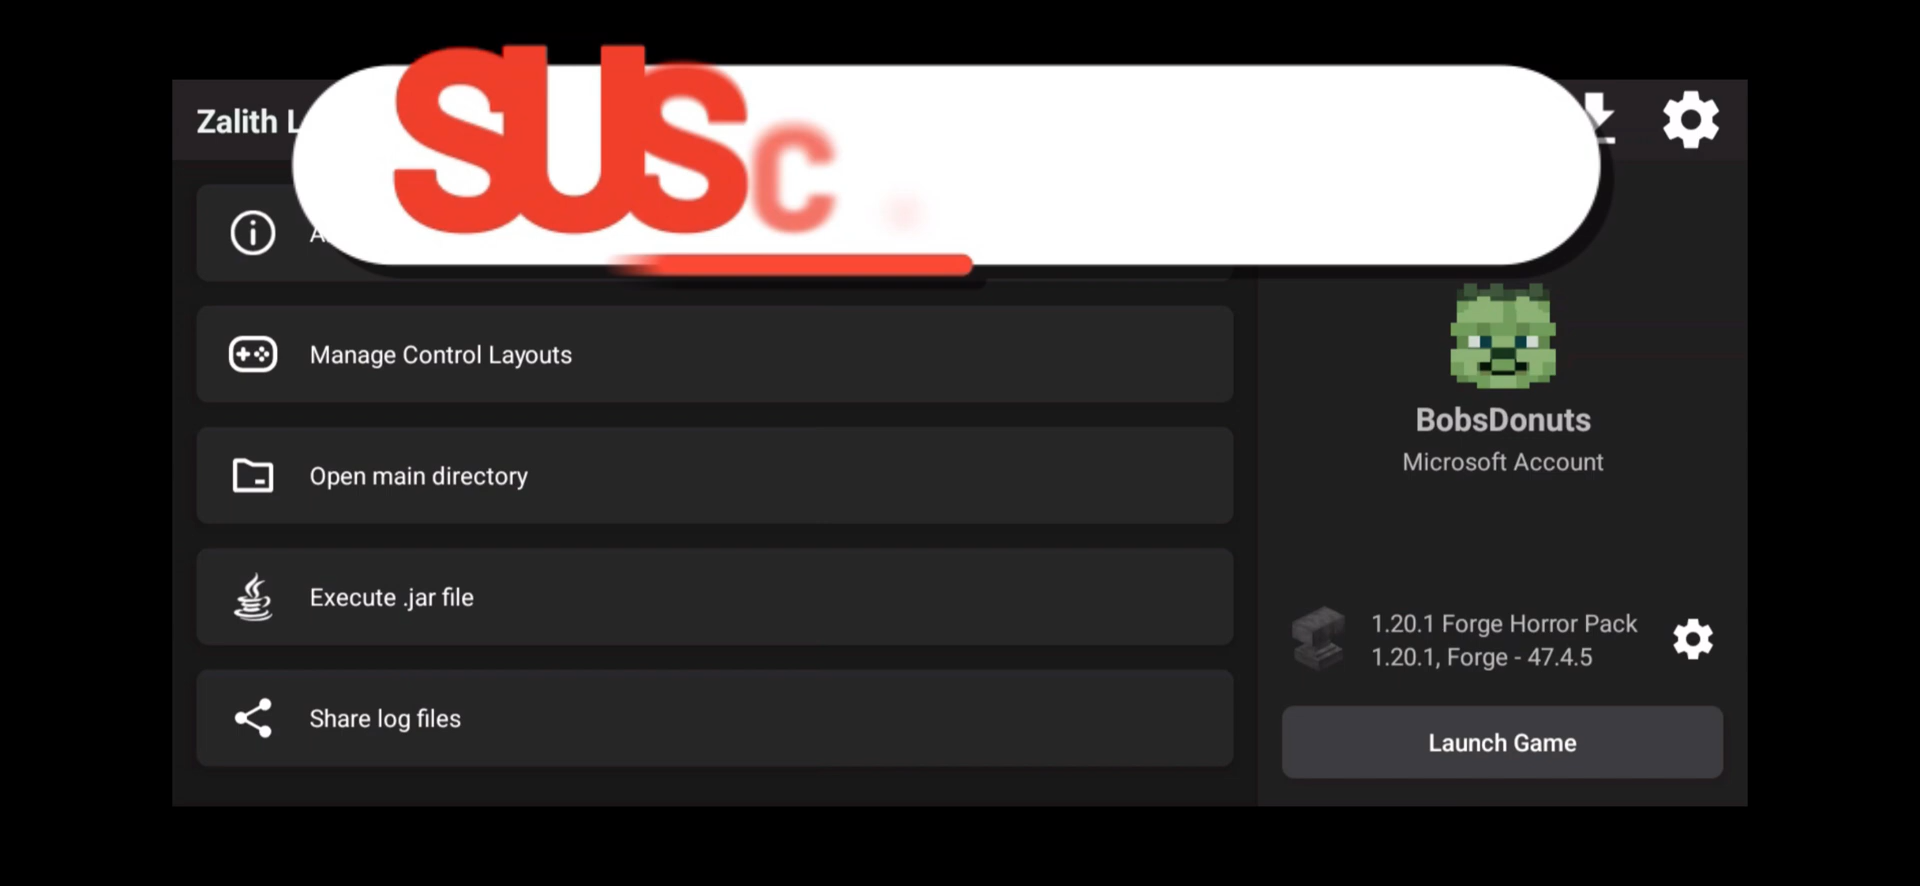 Zalith L
SUSc
A
Manage Control Layouts
Open main directory
Execute .jar file
Share log files
BobsDonuts
Microsoft Account
1.20.1 Forge Horror Pack
1.20.1, Forge - 47.4.5
Launch Game